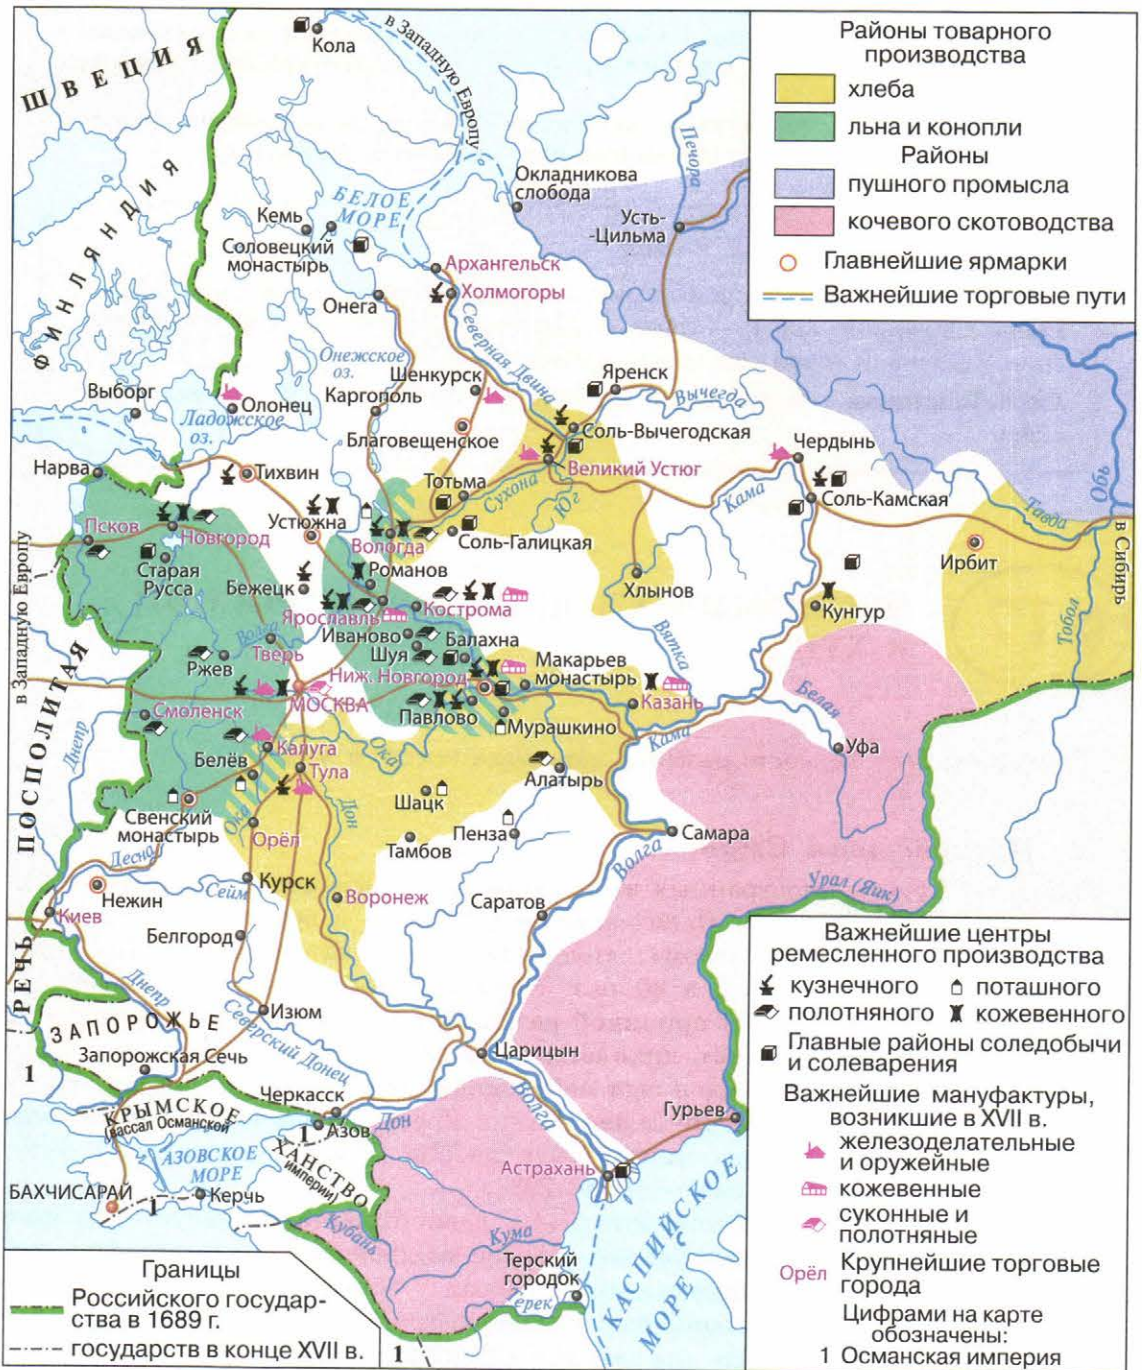 Районы товарного
производства
хлеба
льна и конопли
Районы
пушного промысла
кочевого скотоводства
Главнейшие ярмарки
Важнейшие торговые пути
ШВЕЦИЯ
ФИНЛЯНДИЯ
Кола
в Западную Европу
Печора
Окладникова
слобода
Усть-
-Цильма
БЕЛОЕ
МОРЕ
Кемь
Соловецкий
монастырь
Архангельск
Холмогоры
Онега
Северная Двина
Онежское
оз.
Шенкурск
Яренск
Вычегда
Выборг
Олонец
Ладожское
оз.
Каргополь
Благовещенское
Соль-Вычегодская
Чердынь
Нарва
Тихвин
Тотьма
Сухона
Великий Устюг
Юг
Кама
Соль-Камская
Обь
Тавда
в Сибирь
Псков
Новгород
Устюжна
Вологда
Соль-Галицкая
Ирбит
в Западную Европу
Старая
Русса
Бежецк
Романов
Хлынов
Кунгур
Тобол
Ярославль
Кострома
Вятка
Волга
Тверь
Иваново
Шуя
Балахна
Ржев
Ниж. Новгород
Макарьев
монастырь
Казань
Белая
МОСКВА
Смоленск
Павлово
Мурашкино
Кама
Уфа
Днепр
Калуга
Ока
Белёв
Тула
Алатырь
Шацк
Дон
Свенский
монастырь
Ока
Орёл
Тамбов
Пенза
Самара
Волга
Десна
Курск
Нежин
Сейм
Воронеж
Саратов
Урал (Яик)
Киев
Белгород
РЕЧЬ ПОСПОЛИТАЯ
Днепр
ЗАПОРОЖЬЕ
Изюм
Северский Донец
Запорожская Сечь
Царицын
1
Черкасск
Волга
КРЫМСКОЕ
(вассал Османской
Дон
Гурьев
1
Азов
АЗОВСКОЕ
МОРЕ
ХАНСТВО
империи)
Астрахань
БАХЧИСАРАЙ
1
Керчь
Кубань
Кума
Терский
городок
Терек
КАСПИЙСКОЕ
МОРЕ
1
Важнейшие центры
ремесленного производства
кузнечного
поташного
полотняного
кожевенного
Главные районы соледобычи
и солеварения
Важнейшие мануфактуры,
возникшие в XVII в.
железоделательные
и оружейные
кожевенные
суконные и
полотняные
Орёл Крупнейшие торговые
города
Цифрами на карте
обозначены:
1 Османская империя
Границы
Российского государ-
ства в 1689 г.
государств в конце XVII в.